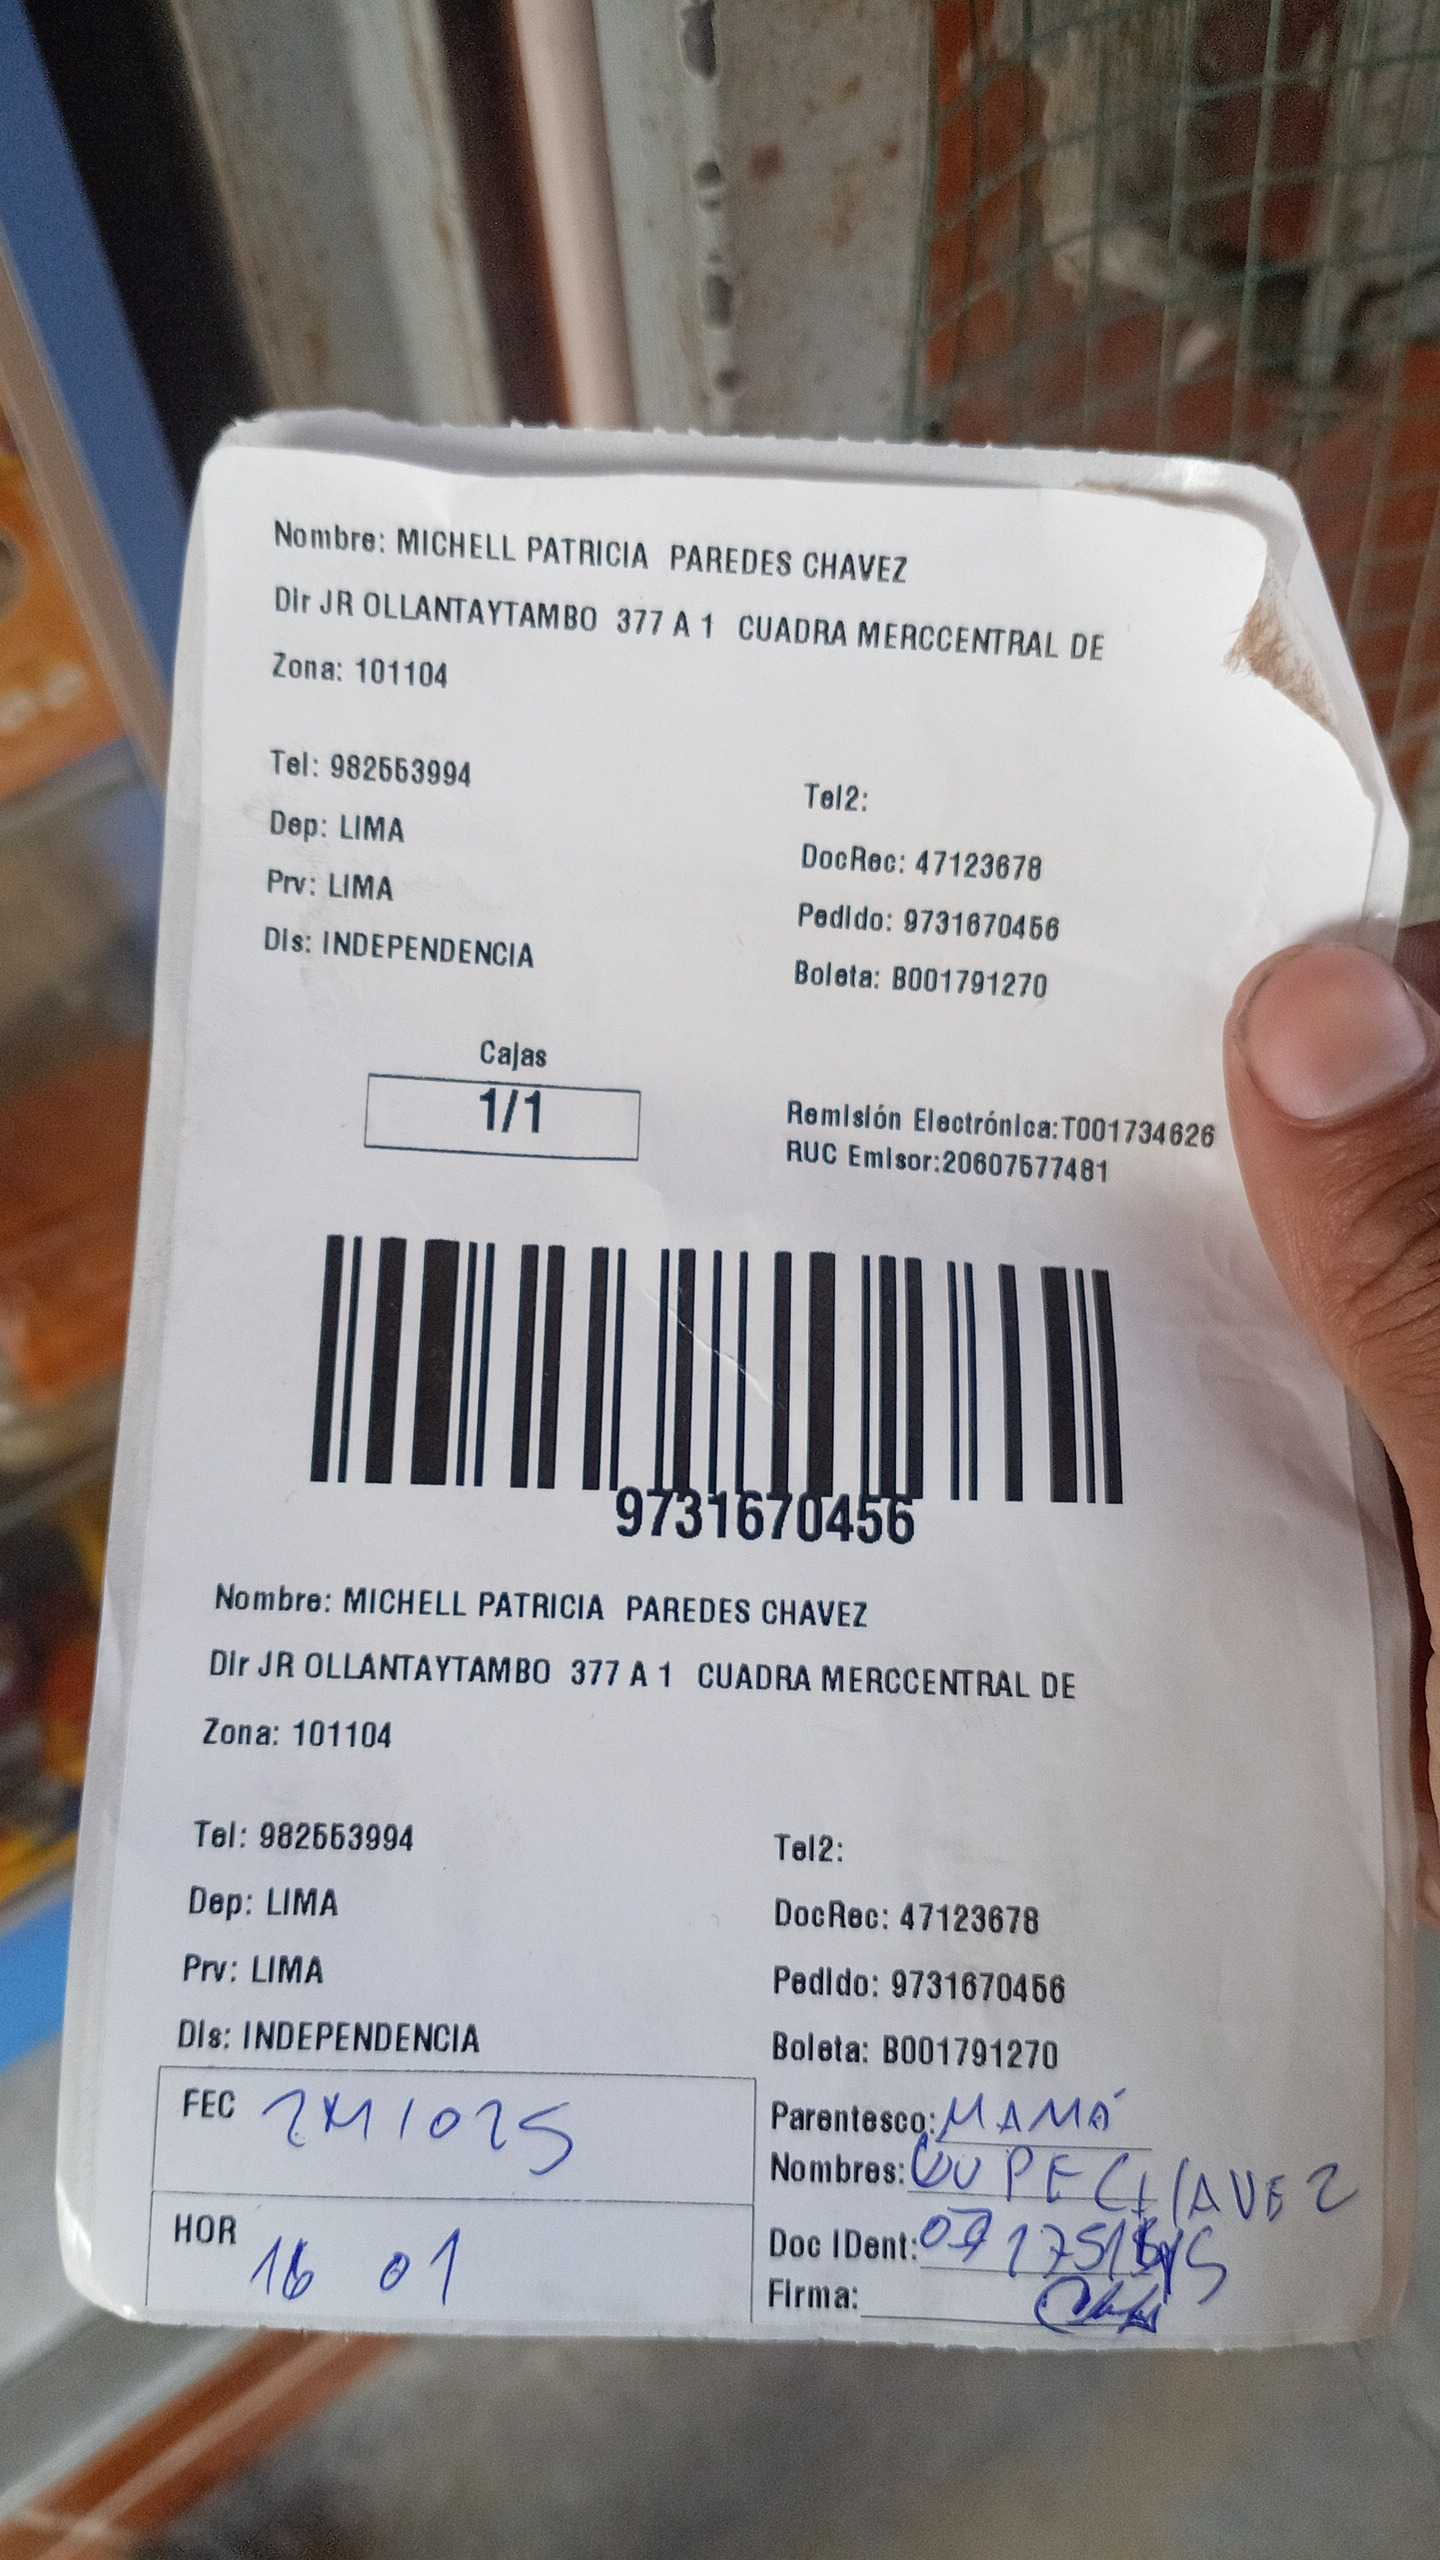 Nombre: MICHELL PATRICIA PAREDES CHAVEZ
Dir JR OLLANTAYTAMBO 377 A 1 CUADRA MERCCENTRAL DE
Zona: 101104
Tel: 982553994
Tel2:
Dep: LIMA
DocRec: 47123678
Prv: LIMA
Pedido: 9731670456
Dis: INDEPENDENCIA
Boleta: B001791270
Cajas
1/1
Remisión Electrónica:T001734626
RUC Emisor:20607577481
9731670456
Nombre: MICHELL PATRICIA PAREDES CHAVEZ
Dir JR OLLANTAYTAMBO 377 A 1 CUADRA MERCCENTRAL DE
Zona: 101104
Tel: 982553994
Tel2:
Dep: LIMA
DocRec: 47123678
Prv: LIMA
Pedido: 9731670456
Dis: INDEPENDENCIA
Boleta: B001791270
FEC
Parentesco: MAMÁ
Nombres: CHAVEZ
HOR 16 01
Doc IDent:
Firma: